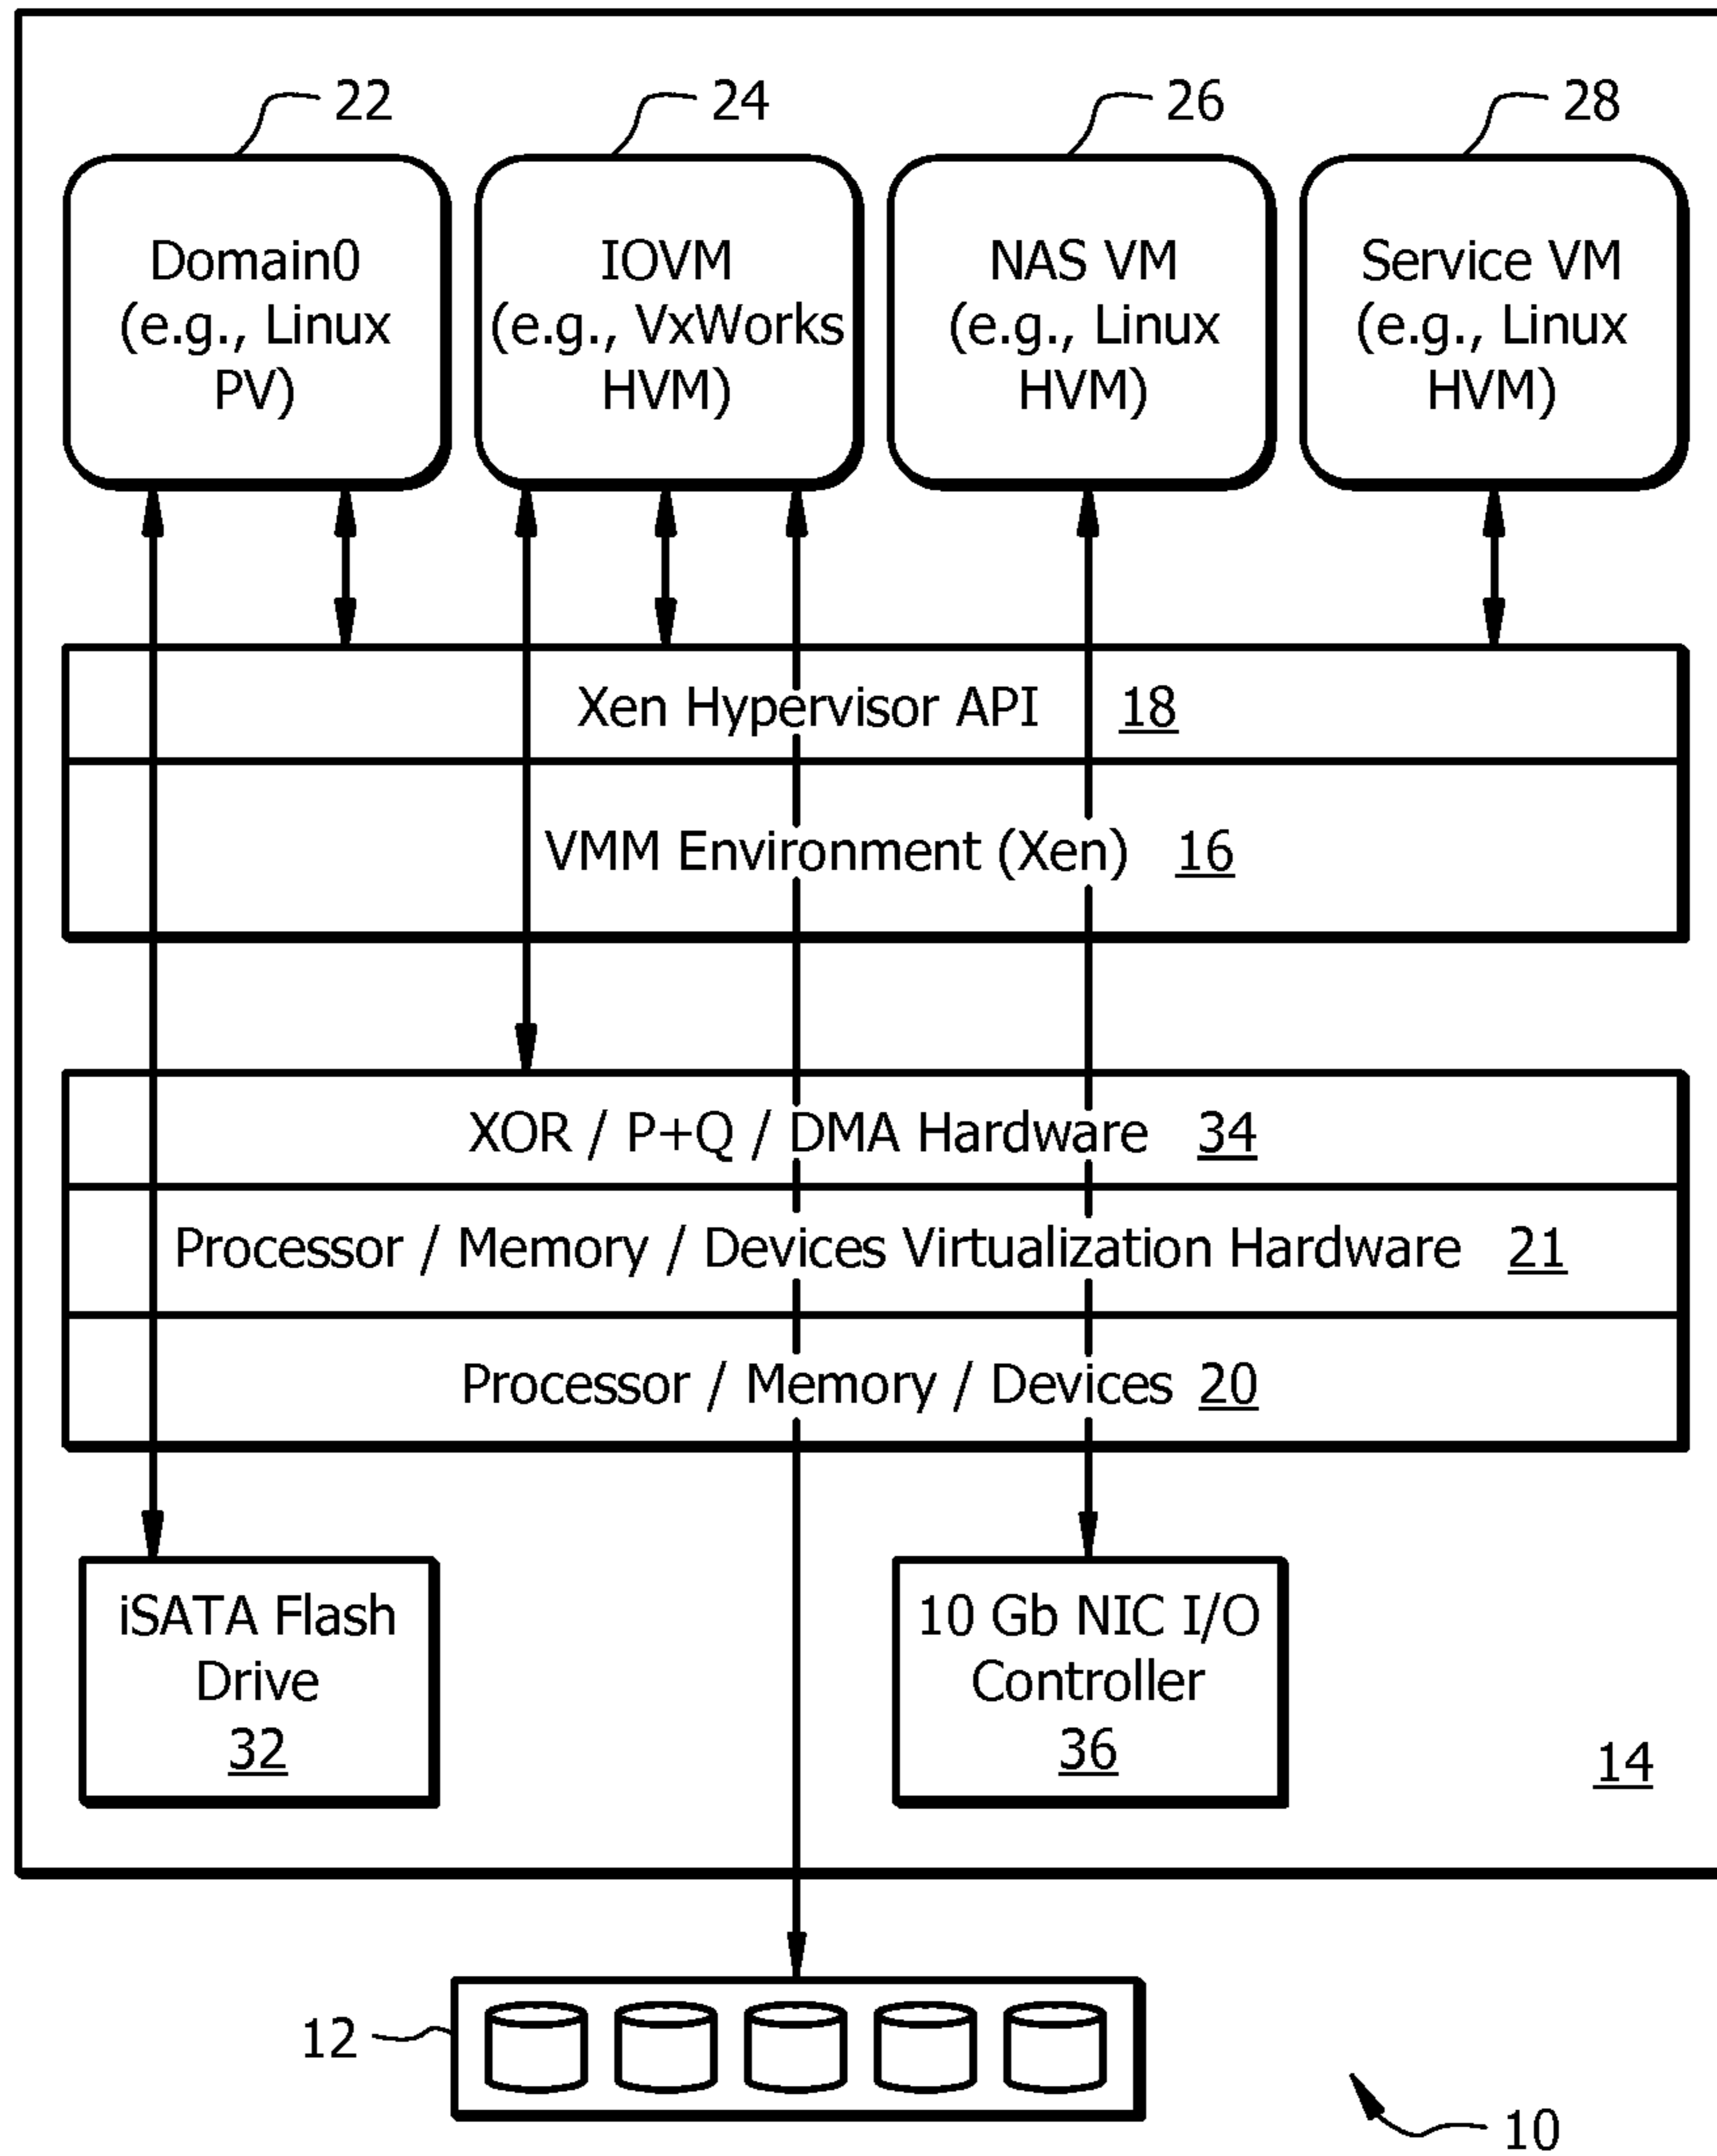 22
24
26
28
Domain0
(e.g., Linux
PV)
IOVM
(e.g., VxWorks
HVM)
NAS VM
(e.g., Linux
HVM)
Service VM
(e.g., Linux
HVM)
Xen Hypervisor API 18
VMM Environment (Xen) 16
XOR / P+Q / DMA Hardware 34
Processor / Memory / Devices Virtualization Hardware 21
Processor / Memory / Devices 20
iSATA Flash
Drive
32
10 Gb NIC I/O
Controller
36
14
12
10